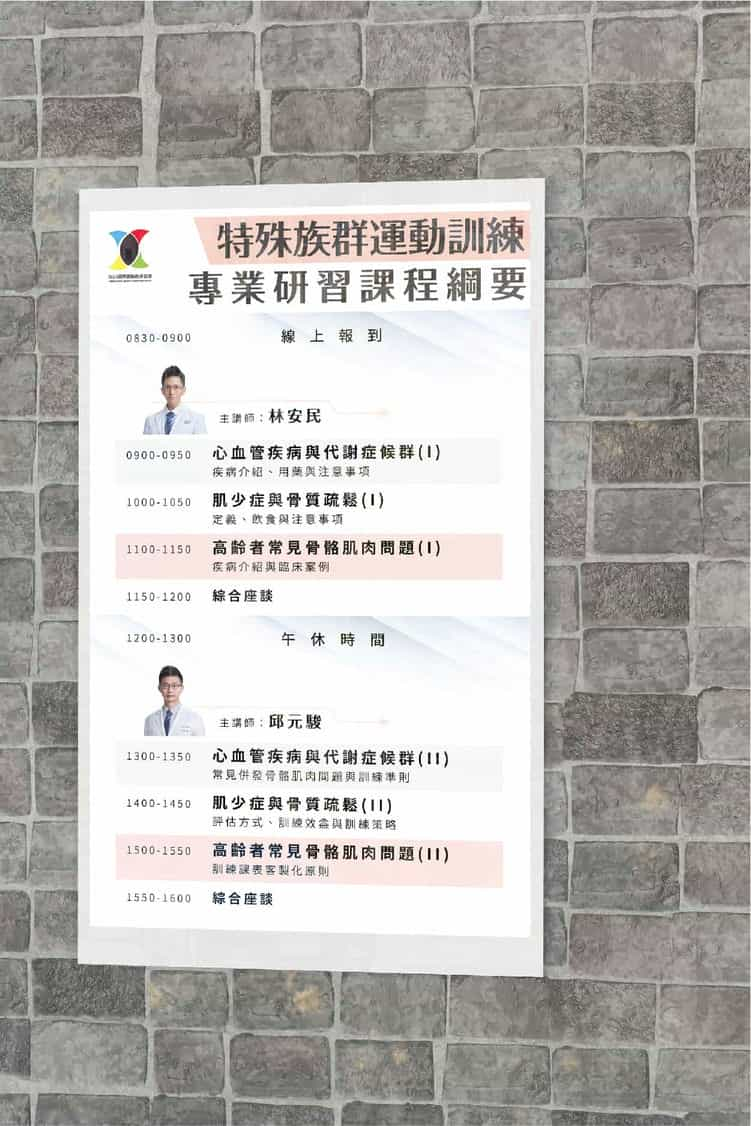 特殊族群運動訓練
專業研習課程綱要
0830-0900 線上報到
主講師：林安民
0900-0950 心血管疾病與代謝症候群(I)
疾病介紹、用藥與注意事項
1000-1050 肌少症與骨質疏鬆(I)
定義、飲食與注意事項
1100-1150 高齡者常見骨骼肌肉問題(I)
疾病介紹與臨床案例
1150-1200 綜合座談
1200-1300 午休時間
主講師：邱元駿
1300-1350 心血管疾病與代謝症候群(II)
常見併發骨骼肌肉問題與訓練準則
1400-1450 肌少症與骨質疏鬆(II)
評估方式、訓練效益與訓練策略
1500-1550 高齡者常見骨骼肌肉問題(II)
訓練課表客製化原則
1550-1600 綜合座談